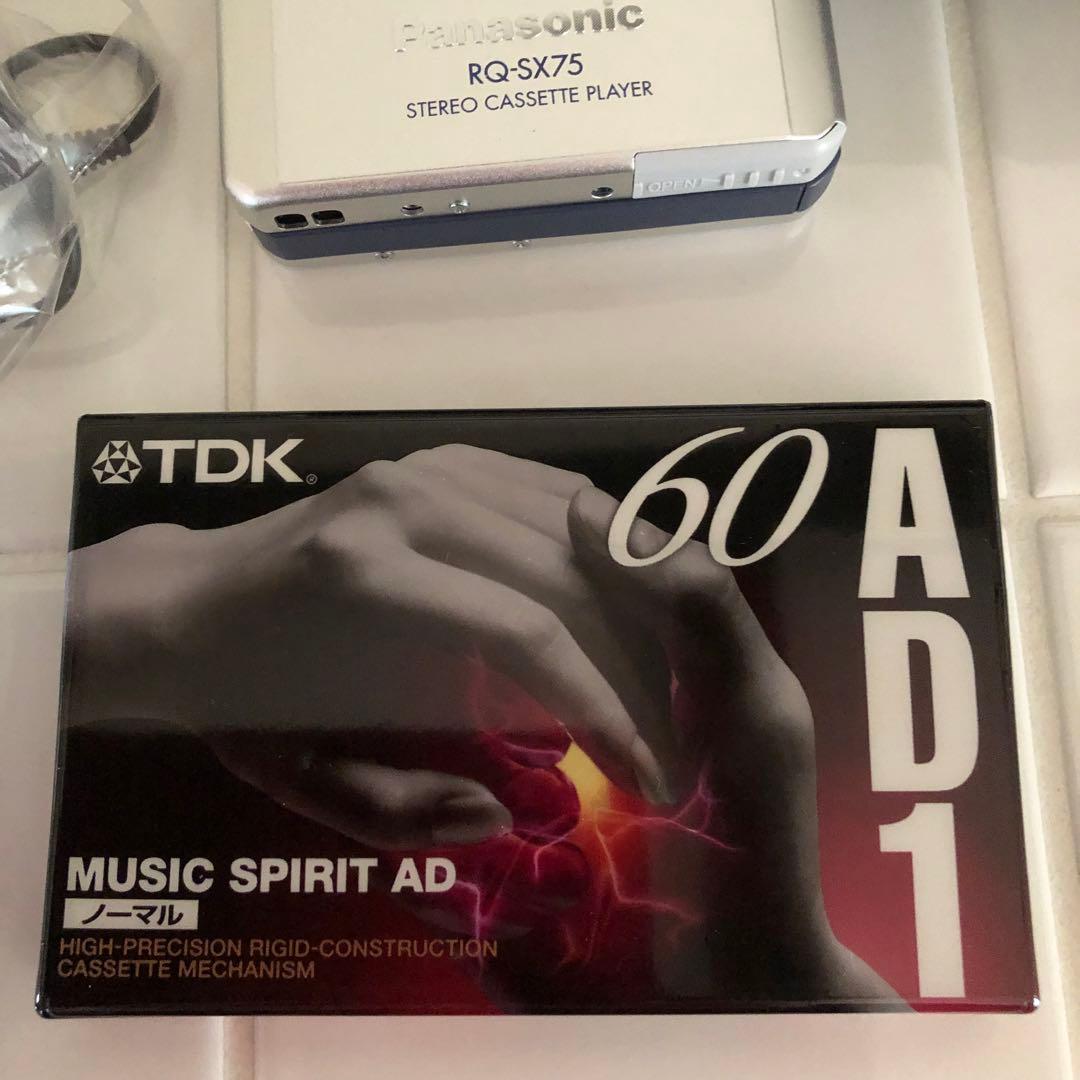 Panasonic
RQ-SX75
STEREO CASSETTE PLAYER
OPEN
TDK®
60
AD1
MUSIC SPIRIT AD
ノーマル
HIGH-PRECISION RIGID-CONSTRUCTION
CASSETTE MECHANISM